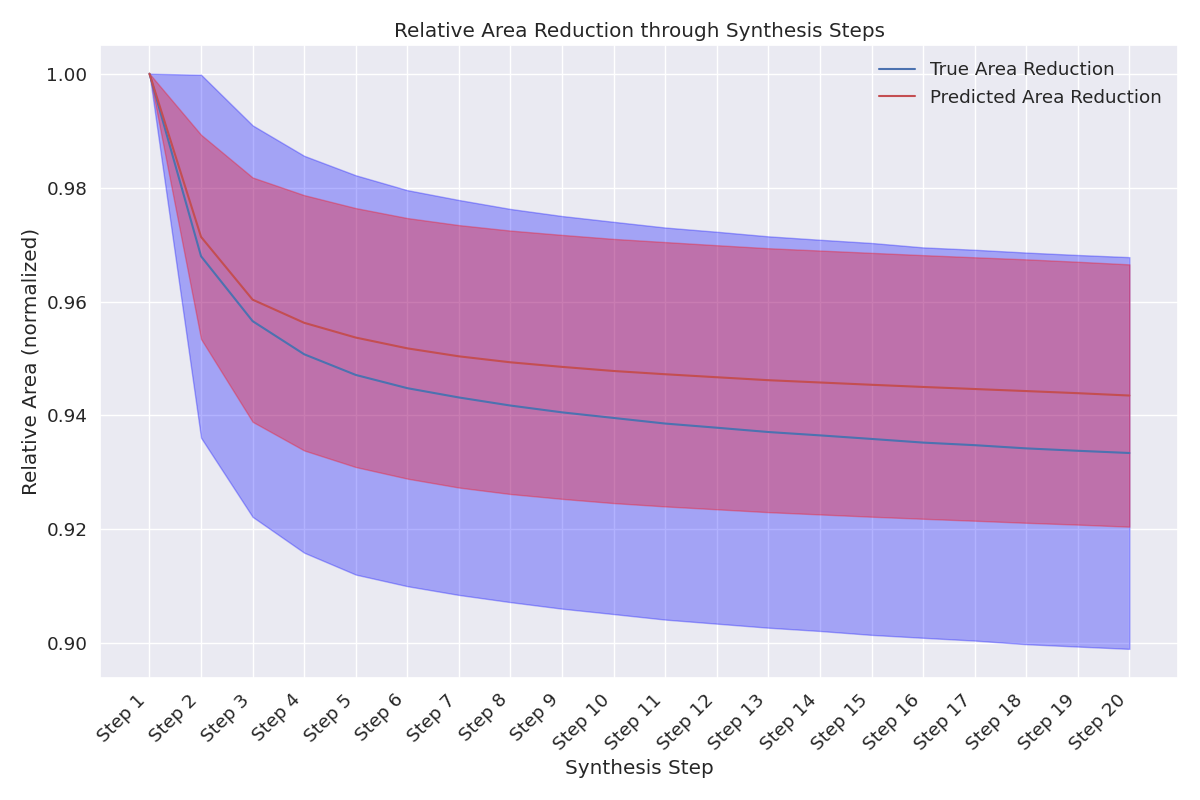 Relative Area Reduction through Synthesis Steps
True Area Reduction
Predicted Area Reduction
Relative Area (normalized)
1.00
0.98
0.96
0.94
0.92
0.90
Step 1
Step 2
Step 3
Step 4
Step 5
Step 6
Step 7
Step 8
Step 9
Step 10
Step 11
Step 12
Step 13
Step 14
Step 15
Step 16
Step 17
Step 18
Step 19
Step 20
Synthesis Step